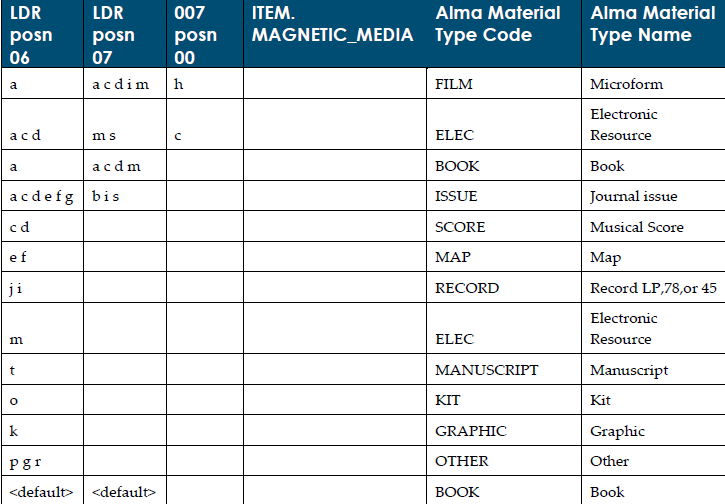 LDR posn 06 | LDR posn 07 | 007 posn 00 | ITEM. MAGNETIC_MEDIA | Alma Material Type Code | Alma Material Type Name
a | a c d i m | h | | FILM | Microform
a c d | m s | c | | ELEC | Electronic Resource
a | a c d m | | | BOOK | Book
a c d e f g | b i s | | | ISSUE | Journal issue
c d | | | | SCORE | Musical Score
e f | | | | MAP | Map
j i | | | | RECORD | Record LP,78,or 45
m | | | | ELEC | Electronic Resource
t | | | | MANUSCRIPT | Manuscript
o | | | | KIT | Kit
k | | | | GRAPHIC | Graphic
p g r | | | | OTHER | Other
<default> | <default> | | | BOOK | Book